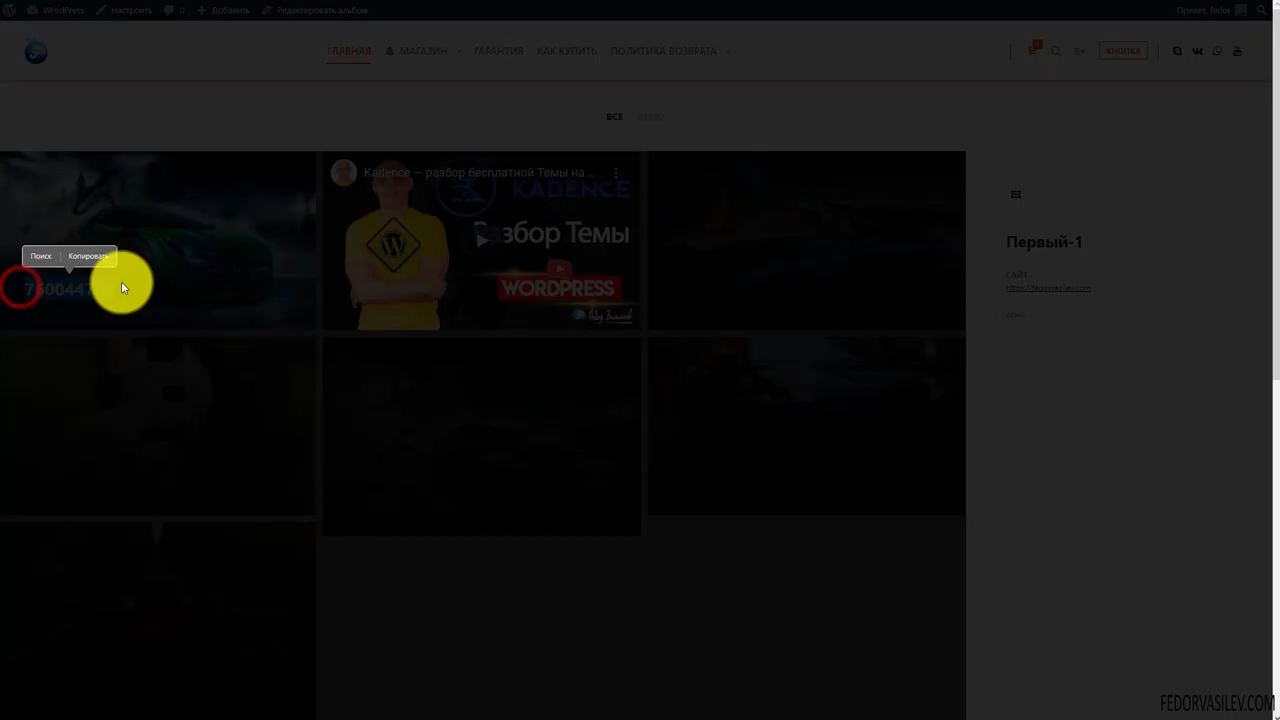 WordPress Настроить 0 Добавить Редактировать альбом Привет, fedor
ГЛАВНАЯ МАГАЗИН ГАРАНТИЯ КАК КУПИТЬ ПОЛИТИКА ВОЗВРАТА КНОПКА
ВСЕ
Kadence – разбор бесплатной Темы на ...
KADENCE
Разбор Темы
WORDPRESS
Поиск Копировать
Первый-1
САЙТ
https://fedorvasilev.com
FEDORVASILEV.COM